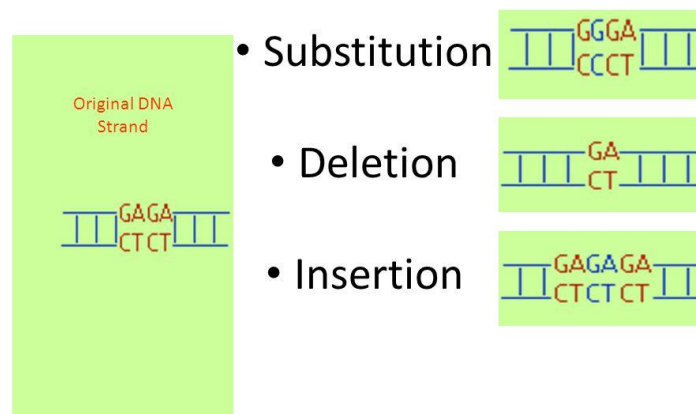 Original DNA
Strand
GAGA
CTCT
• Substitution
GGGA
CCCT
• Deletion
GA
CT
• Insertion
GAGAGA
CTCTCT